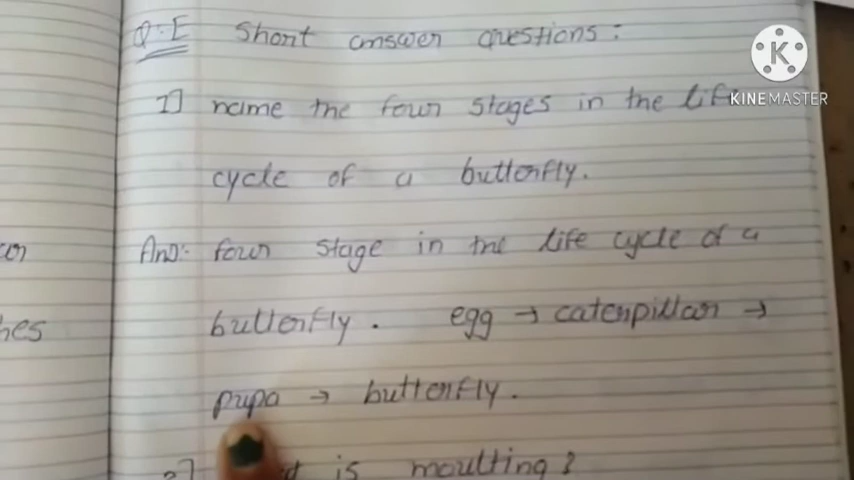 Q.E Short answer questions:
1] name the four stages in the life
KINEMASTER
cycle of a butterfly.
Ans:- four stage in the life cycle of a
butterfly. egg → caterpillar →
pupa → butterfly.
2] is moulting?